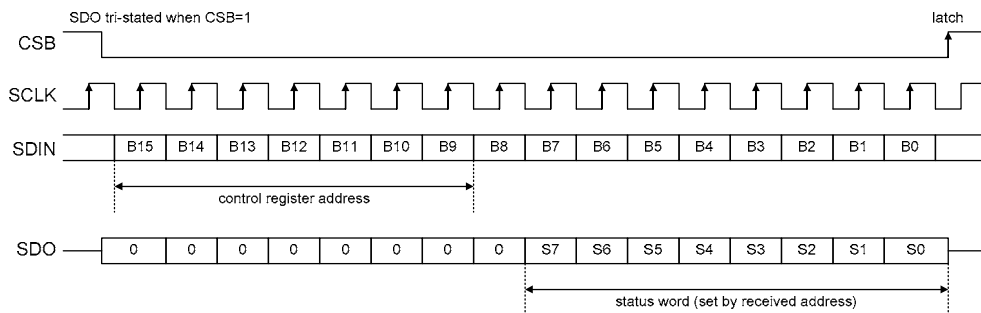 SDO tri-stated when CSB=1 latch
CSB
SCLK
SDIN B15 B14 B13 B12 B11 B10 B9 B8 B7 B6 B5 B4 B3 B2 B1 B0
control register address
SDO 0 0 0 0 0 0 0 0 S7 S6 S5 S4 S3 S2 S1 S0
status word (set by received address)